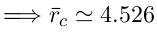 ⟹ r̄_c ≃ 4.526